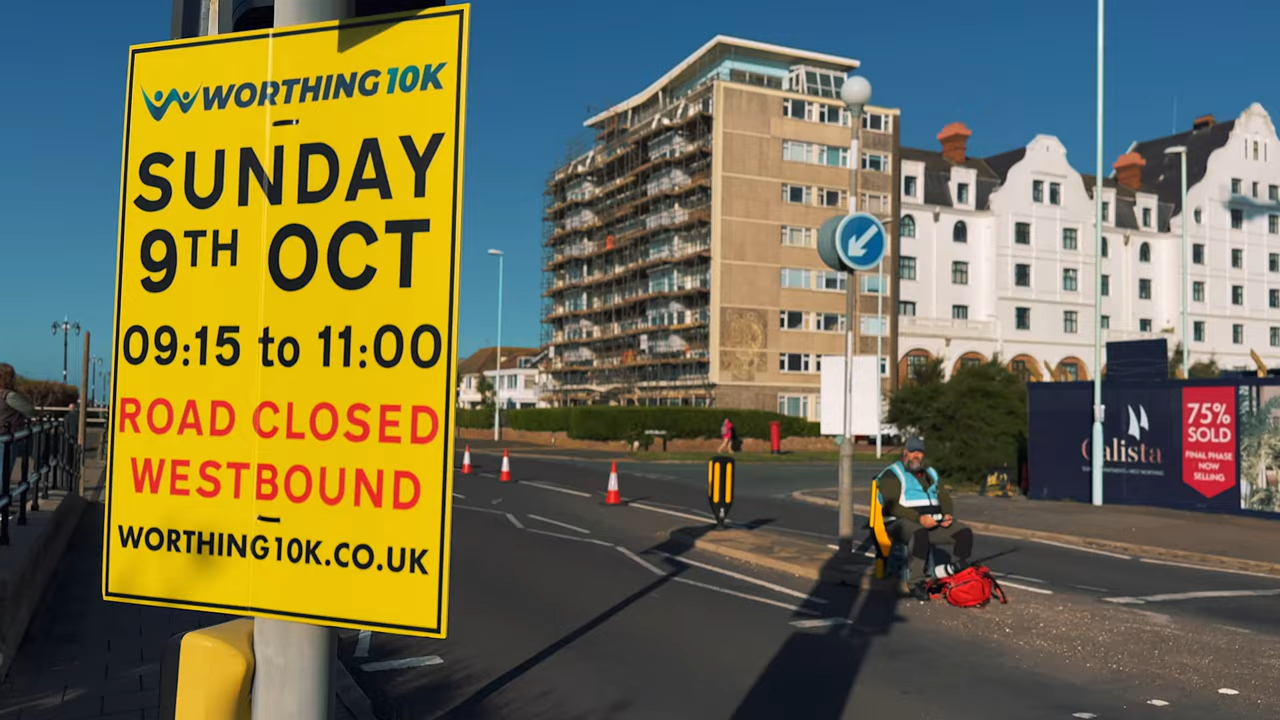 WORTHING 10K
SUNDAY
9TH OCT
09:15 to 11:00
ROAD CLOSED
WESTBOUND
WORTHING10K.CO.UK
Calista
75%
SOLD
FINAL PHASE
NOW
SELLING